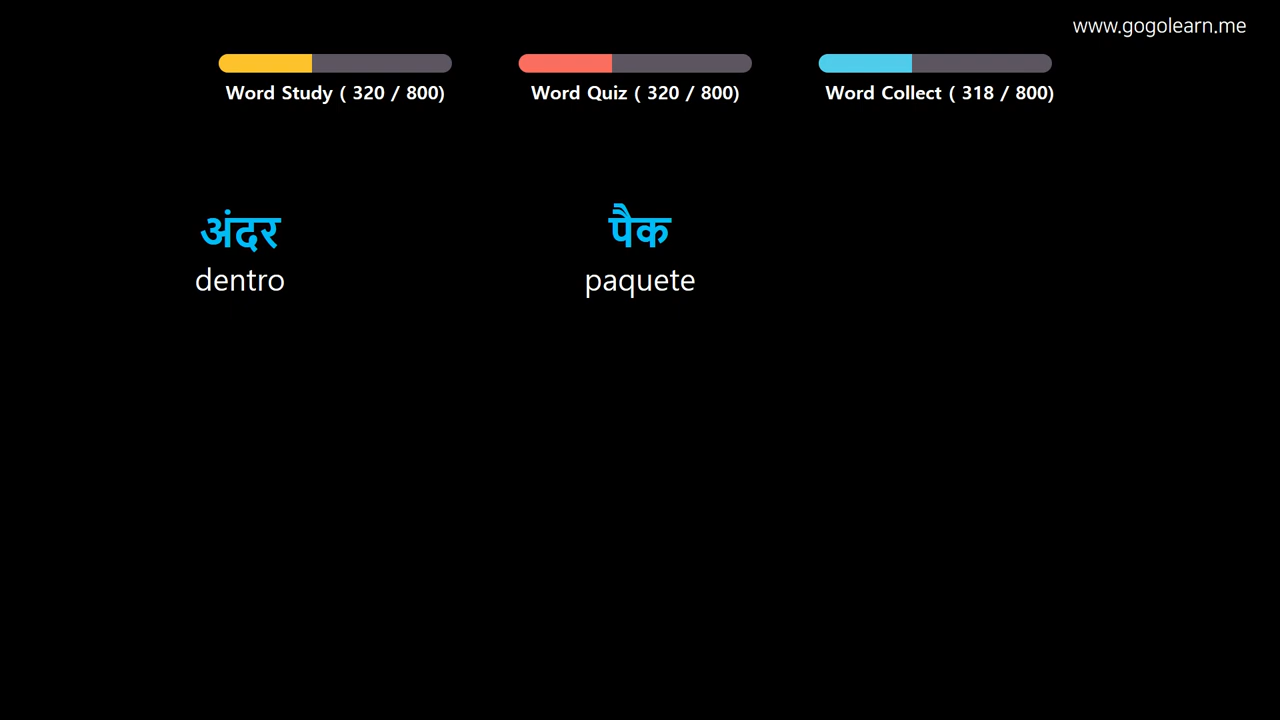 www.gogolearn.me
Word Study ( 320 / 800)
Word Quiz ( 320 / 800)
Word Collect ( 318 / 800)
अंदर
dentro
पैक
paquete